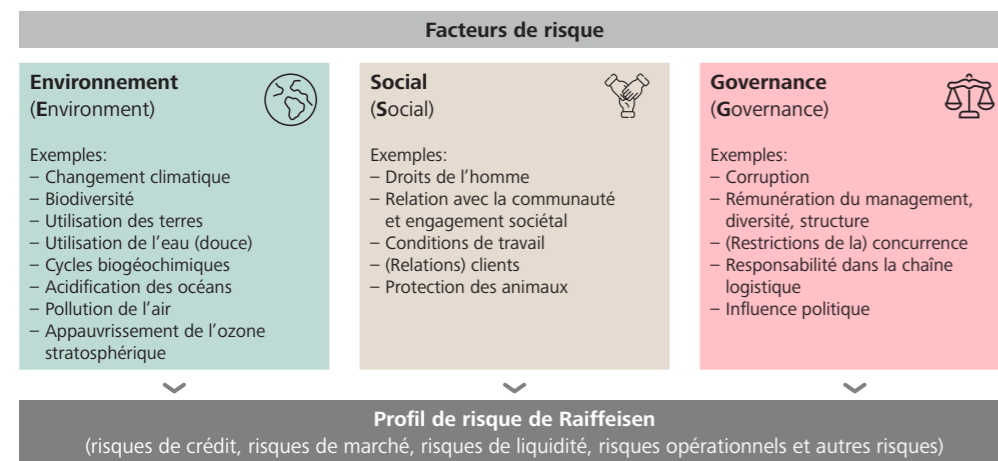 Facteurs de risque
Environnement
(Environment)
Exemples:
– Changement climatique
– Biodiversité
– Utilisation des terres
– Utilisation de l’eau (douce)
– Cycles biogéochimiques
– Acidification des océans
– Pollution de l’air
– Appauvrissement de l’ozone
stratosphérique
Social
(Social)
Exemples:
– Droits de l’homme
– Relation avec la communauté
et engagement sociétal
– Conditions de travail
– (Relations) clients
– Protection des animaux
Governance
(Governance)
Exemples:
– Corruption
– Rémunération du management,
diversité, structure
– (Restrictions de la) concurrence
– Responsabilité dans la chaîne
logistique
– Influence politique
Profil de risque de Raiffeisen
(risques de crédit, risques de marché, risques de liquidité, risques opérationnels et autres risques)